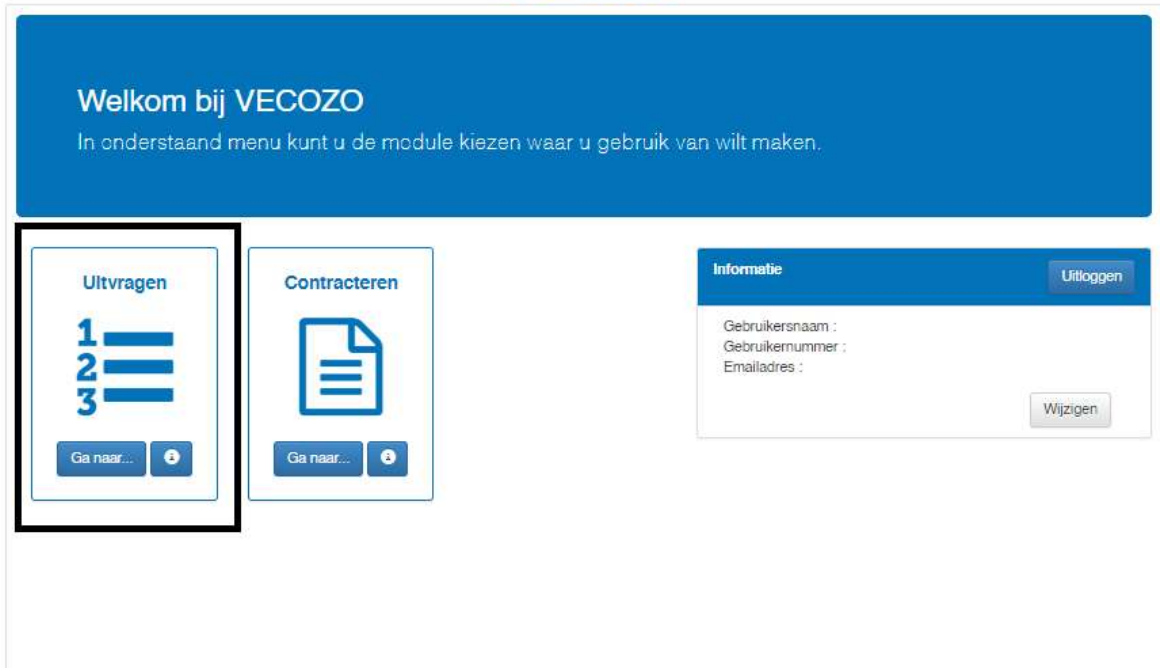 Welkom bij VECOZO
In onderstaand menu kunt u de module kiezen waar u gebruik van wilt maken.
Uitvragen
1
2
3
Ga naar...
Contracteren
Ga naar...
Informatie
Uitloggen
Gebruikersnaam :
Gebruikernummer :
Emailadres :
Wijzigen